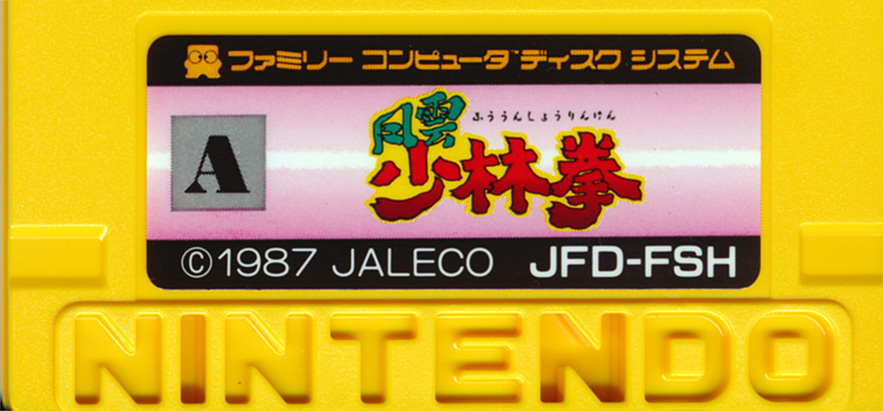 ファミリー コンピュータ™ディスク システム
A
ふううんしょうりんけん
風雲
少林拳
©1987 JALECO JFD-FSH
NINTENDO